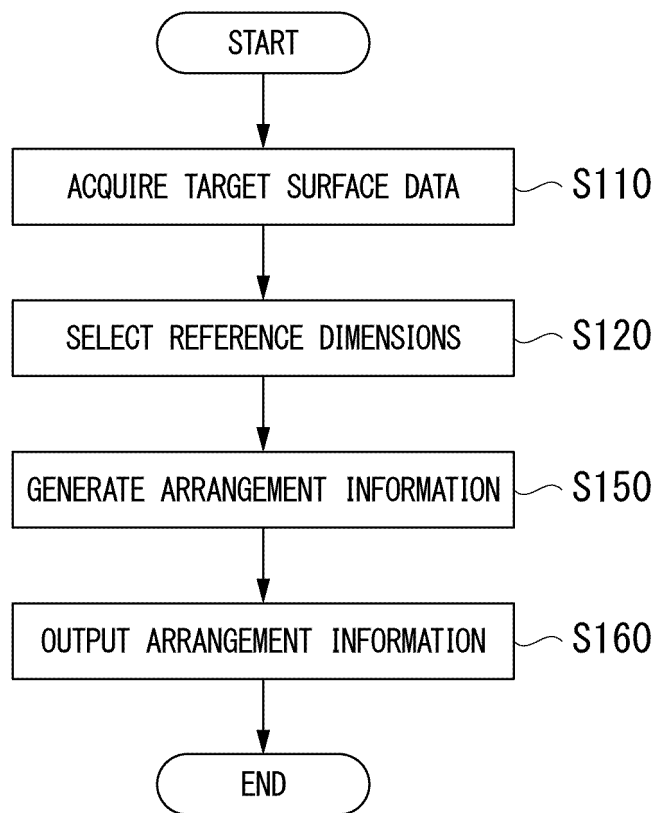 START
ACQUIRE TARGET SURFACE DATA S110
SELECT REFERENCE DIMENSIONS S120
GENERATE ARRANGEMENT INFORMATION S150
OUTPUT ARRANGEMENT INFORMATION S160
END